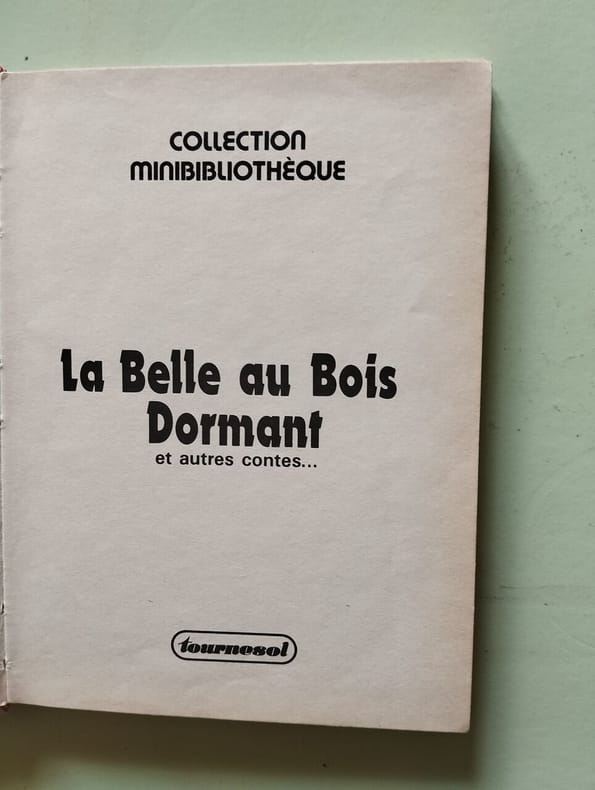 COLLECTION
MINIBIBLIOTHÈQUE
La Belle au Bois
Dormant
et autres contes...
tournesol